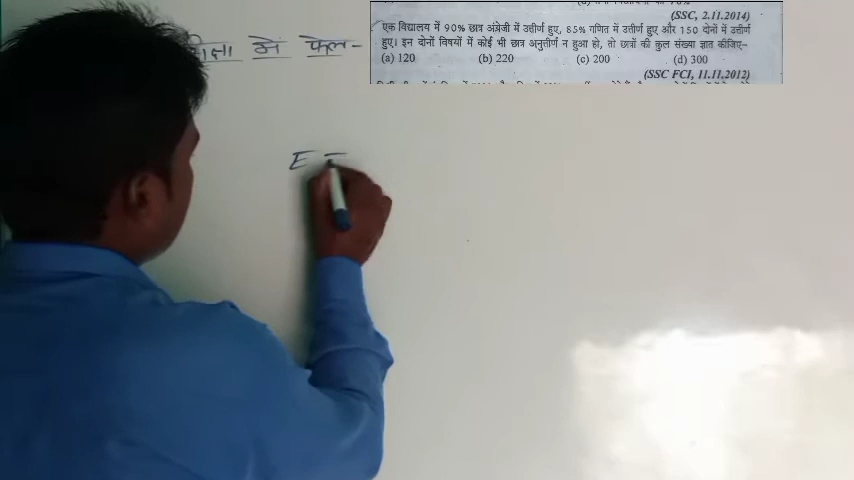 (SSC, 2.11.2014)
एक विद्यालय में 90% छात्र अंग्रेजी में उत्तीर्ण हुए, 85% गणित में उत्तीर्ण हुए और 150 दोनों में उत्तीर्ण
हुए। इन दोनों विषयों में कोई भी छात्र अनुत्तीर्ण न हुआ हो, तो छात्रों की कुल संख्या ज्ञात कीजिए–
(a) 120 (b) 220 (c) 200 (d) 300
(SSC FCI, 11.11.2012)
में फेल-
E